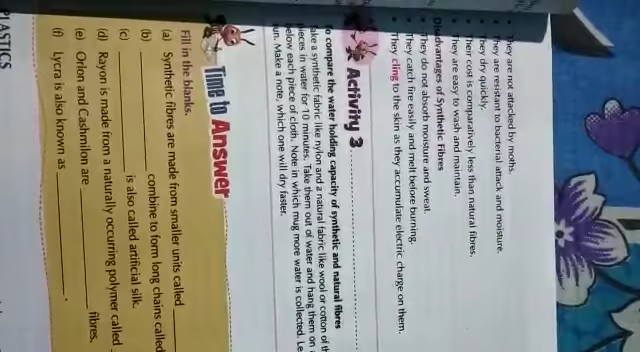 They are not attacked by moths.
They are resistant to bacterial attack and moisture.
They dry quickly.
Their cost is comparatively less than natural fibres.
They are easy to wash and maintain.
Disadvantages of Synthetic Fibres
They do not absorb moisture and sweat.
They catch fire easily and melt before burning.
They cling to the skin as they accumulate electric charge on them.
Activity 3
To compare the water holding capacity of synthetic and natural fibres
Take a synthetic fabric like nylon and a natural fabric like wool or cotton of
pieces in water for 10 minutes. Take them out of water and hang them on
below each piece of cloth. Note in which mug more water is collected.
sun. Make a note, which one will dry faster.
Time to Answer
Fill in the blanks.
(a) Synthetic fibres are made from smaller units called
(b) ________ combine to form long chains called
(c) ________ is also called artificial silk.
(d) Rayon is made from a naturally occurring polymer called
(e) Orlon and Cashmilon are ________ fibres.
(f) Lycra is also known as ________.
PLASTICS